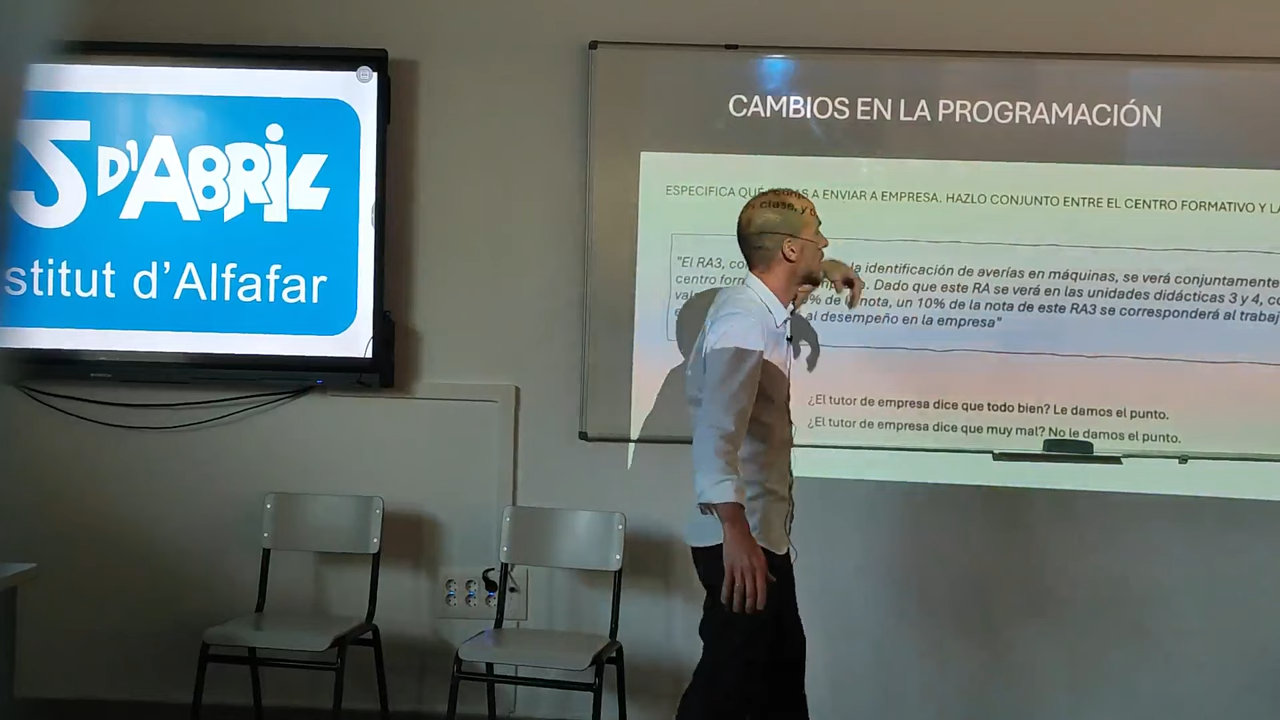 5 D'ABRIL
stitut d'Alfafar
CAMBIOS EN LA PROGRAMACIÓN
ESPECIFICA QUÉ A ENVIAR A EMPRESA. HAZLO CONJUNTO ENTRE EL CENTRO FORMATIVO Y LA
clase, y
"El RA3, la identificación de averías en máquinas, se verá conjuntamente
centro Dado que este RA se verá en las unidades didácticas 3 y 4,
% de nota, un 10% de la nota de este RA3 se corresponderá al
al desempeño en la empresa"
¿El tutor de empresa dice que todo bien? Le damos el punto.
¿El tutor de empresa dice que muy mal? No le damos el punto.